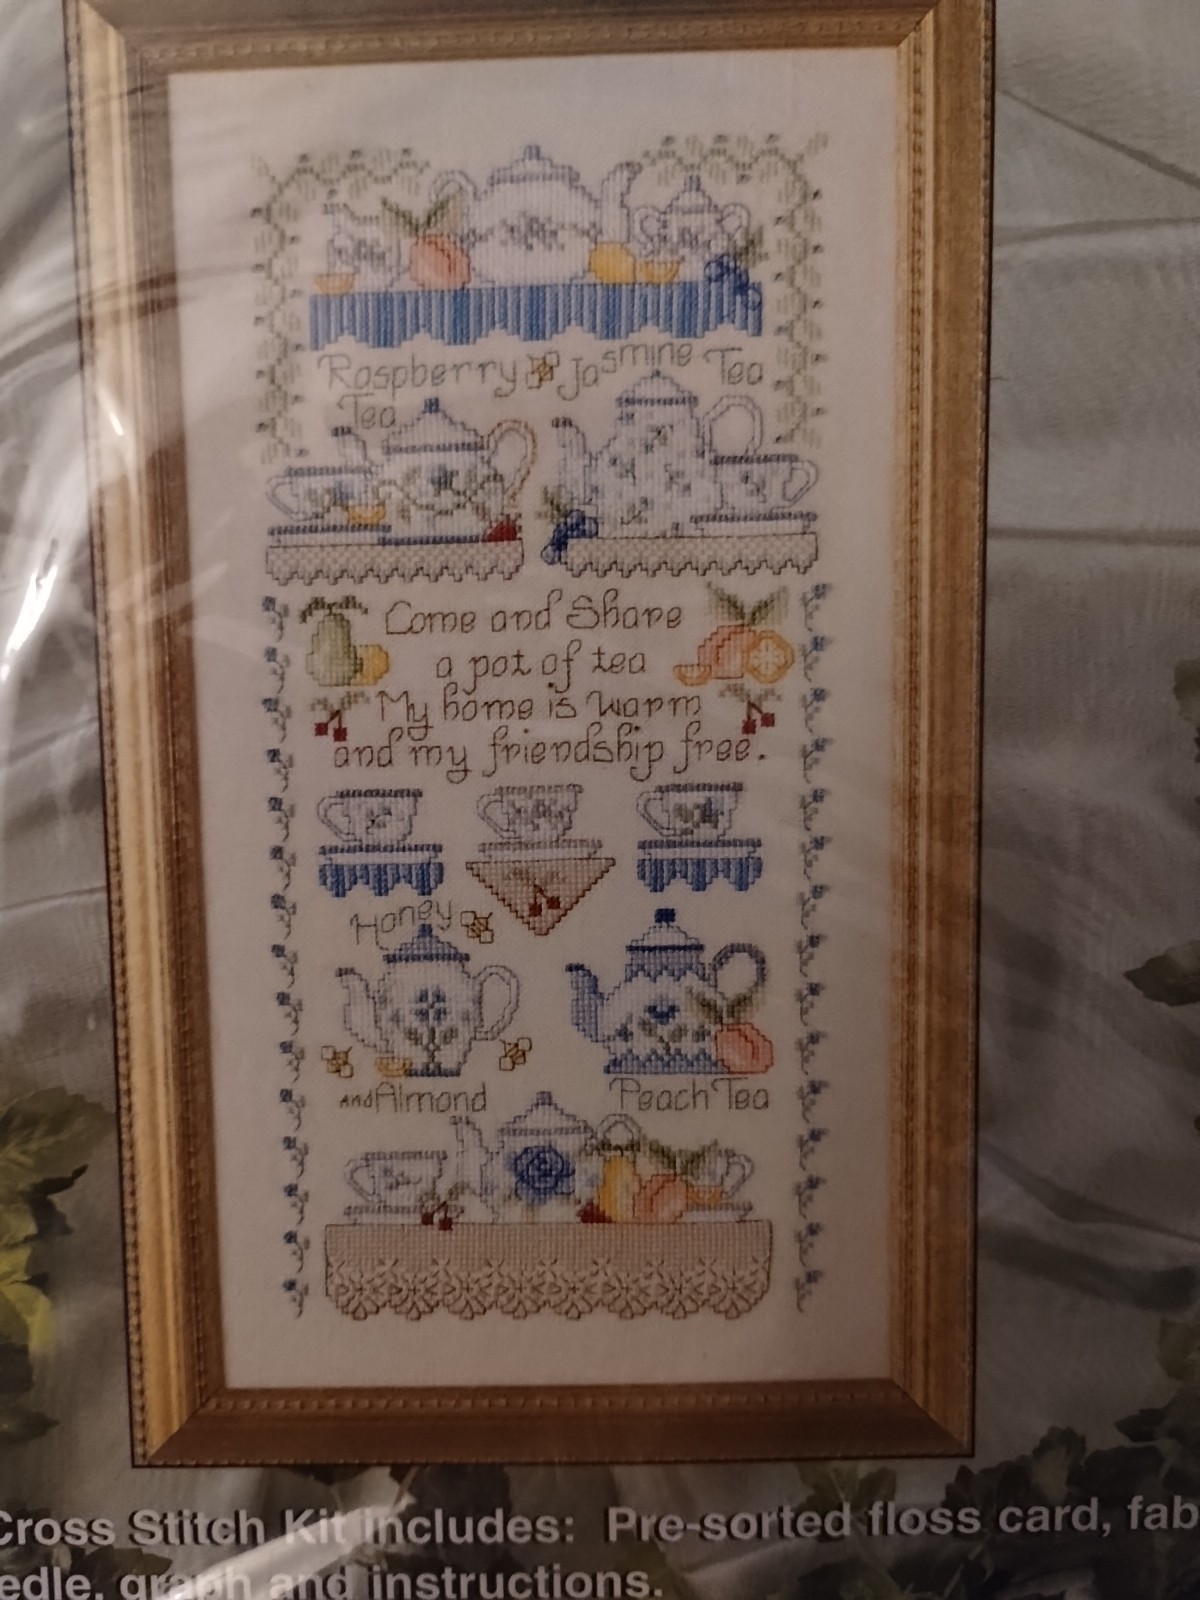 Raspberry Jasmine Tea
Tea
Come and Share
a pot of tea
My home is warm
and my friendship free.
Honey
and Almond Peach Tea
Cross Stitch Kit includes: Pre-sorted floss card, fab
edle, graph and instructions.